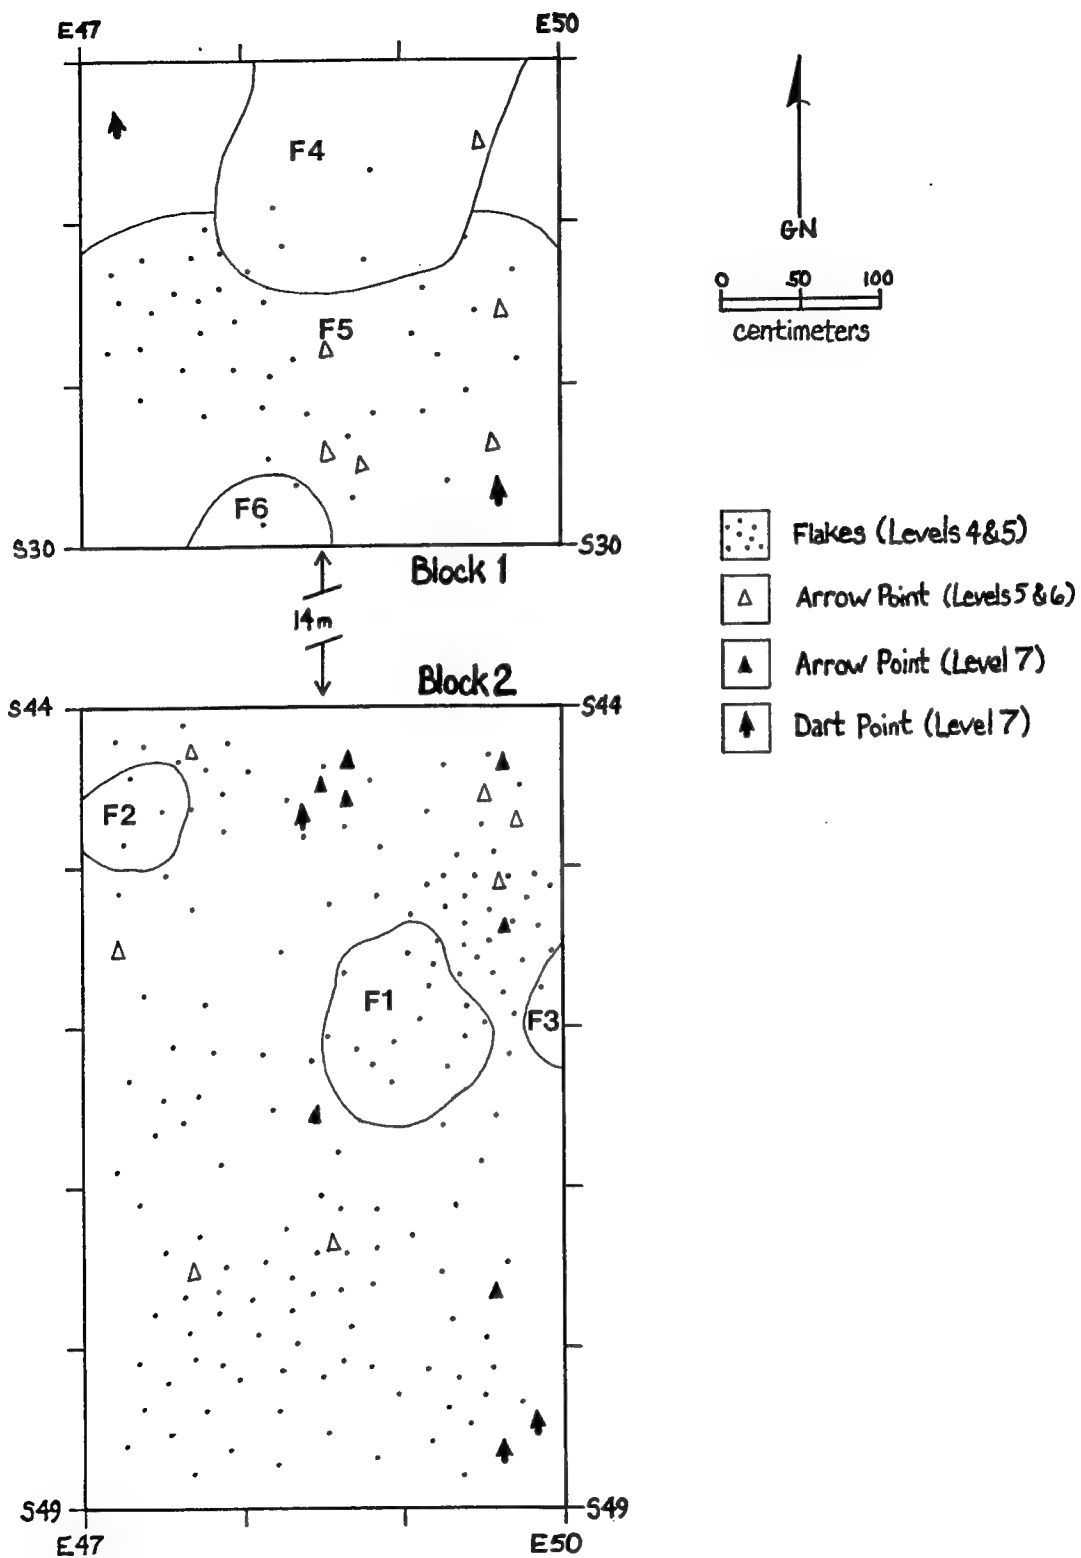 E47 E50
F4
GN
0 50 100
centimeters
F5
F6
S30 S30
Block 1
14m
Block 2
S44 S44
F2
F1
F3
S49 S49
E47 E50
Flakes (Levels 4&5)
Arrow Point (Levels 5 & 6)
Arrow Point (Level 7)
Dart Point (Level 7)